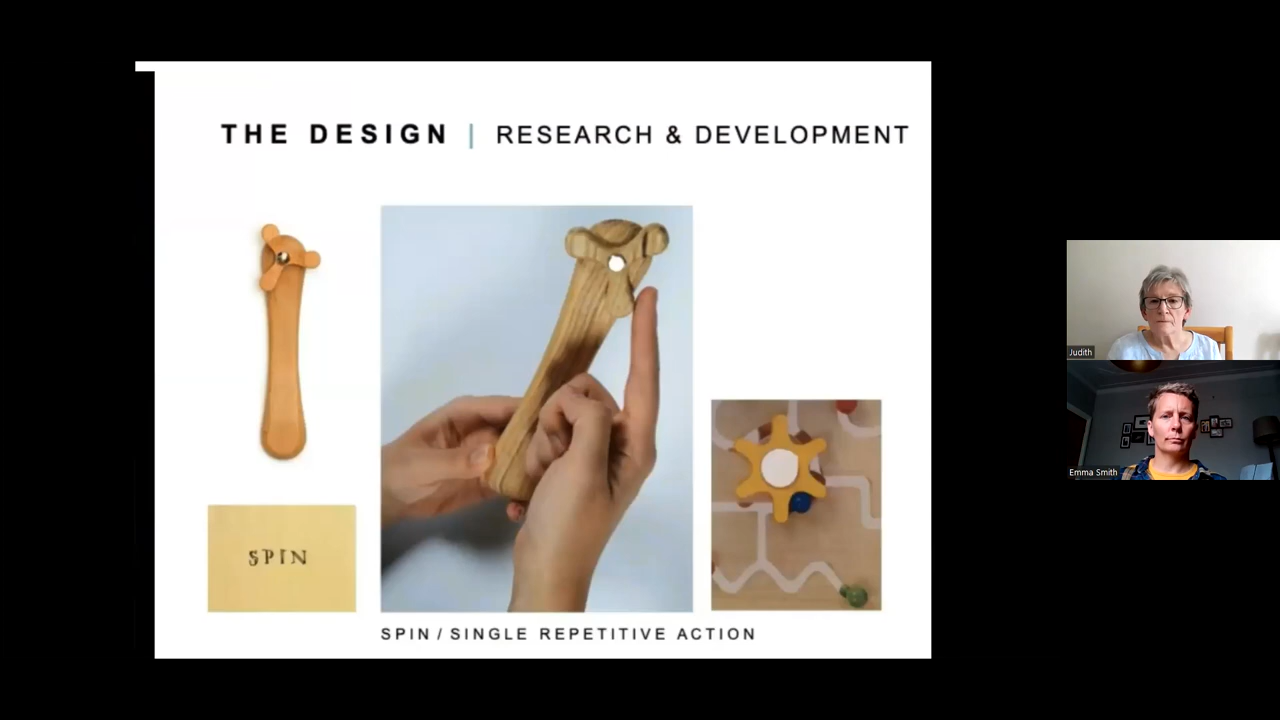 THE DESIGN | RESEARCH & DEVELOPMENT
SPIN
SPIN / SINGLE REPETITIVE ACTION
Judith
Emma Smith